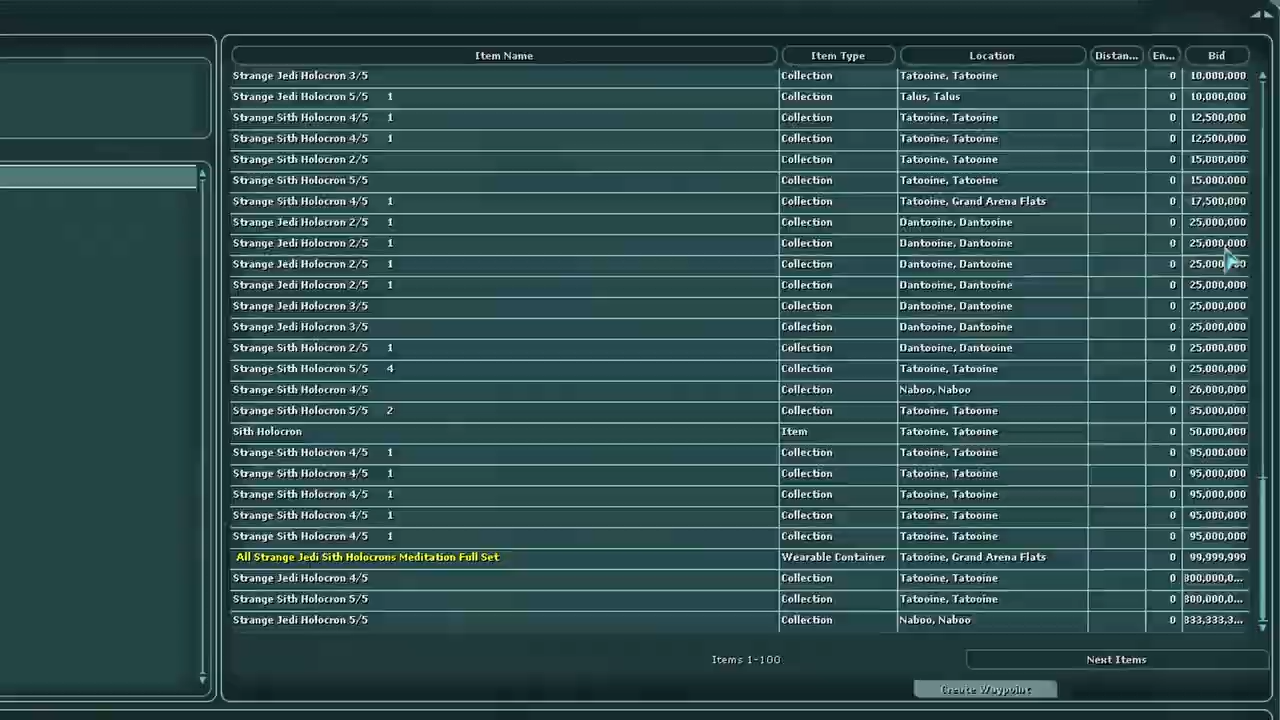 Item Name Item Type Location Distan... En... Bid
Strange Jedi Holocron 3/5 Collection Tatooine, Tatooine 0 10,000,000
Strange Jedi Holocron 5/5 1 Collection Talus, Talus 0 10,000,000
Strange Sith Holocron 4/5 1 Collection Tatooine, Tatooine 0 12,500,000
Strange Sith Holocron 4/5 1 Collection Tatooine, Tatooine 0 12,500,000
Strange Sith Holocron 2/5 Collection Tatooine, Tatooine 0 15,000,000
Strange Sith Holocron 5/5 Collection Tatooine, Tatooine 0 15,000,000
Strange Sith Holocron 4/5 1 Collection Tatooine, Grand Arena Flats 0 17,500,000
Strange Jedi Holocron 2/5 1 Collection Dantooine, Dantooine 0 25,000,000
Strange Jedi Holocron 2/5 1 Collection Dantooine, Dantooine 0 25,000,000
Strange Jedi Holocron 2/5 1 Collection Dantooine, Dantooine 0
Strange Jedi Holocron 2/5 1 Collection Dantooine, Dantooine 0 25,000,000
Strange Jedi Holocron 3/5 Collection Dantooine, Dantooine 0 25,000,000
Strange Jedi Holocron 3/5 Collection Dantooine, Dantooine 0 25,000,000
Strange Sith Holocron 2/5 1 Collection Dantooine, Dantooine 0 25,000,000
Strange Sith Holocron 5/5 4 Collection Tatooine, Tatooine 0 25,000,000
Strange Sith Holocron 4/5 Collection Naboo, Naboo 0 26,000,000
Strange Sith Holocron 5/5 2 Collection Tatooine, Tatooine 0 35,000,000
Sith Holocron Item Tatooine, Tatooine 0 50,000,000
Strange Sith Holocron 4/5 1 Collection Tatooine, Tatooine 0 95,000,000
Strange Sith Holocron 4/5 1 Collection Tatooine, Tatooine 0 95,000,000
Strange Sith Holocron 4/5 1 Collection Tatooine, Tatooine 0 95,000,000
Strange Sith Holocron 4/5 1 Collection Tatooine, Tatooine 0 95,000,000
Strange Sith Holocron 4/5 1 Collection Tatooine, Tatooine 0 95,000,000
All Strange Jedi Sith Holocrons Meditation Full Set Wearable Container Tatooine, Grand Arena Flats 0 99,999,999
Strange Jedi Holocron 4/5 Collection Tatooine, Tatooine 0 800,000,0...
Strange Sith Holocron 5/5 Collection Tatooine, Tatooine 0 800,000,0...
Strange Jedi Holocron 5/5 Collection Naboo, Naboo 0 833,333,3...
Items 1-100 Next Items
Create Waypoint